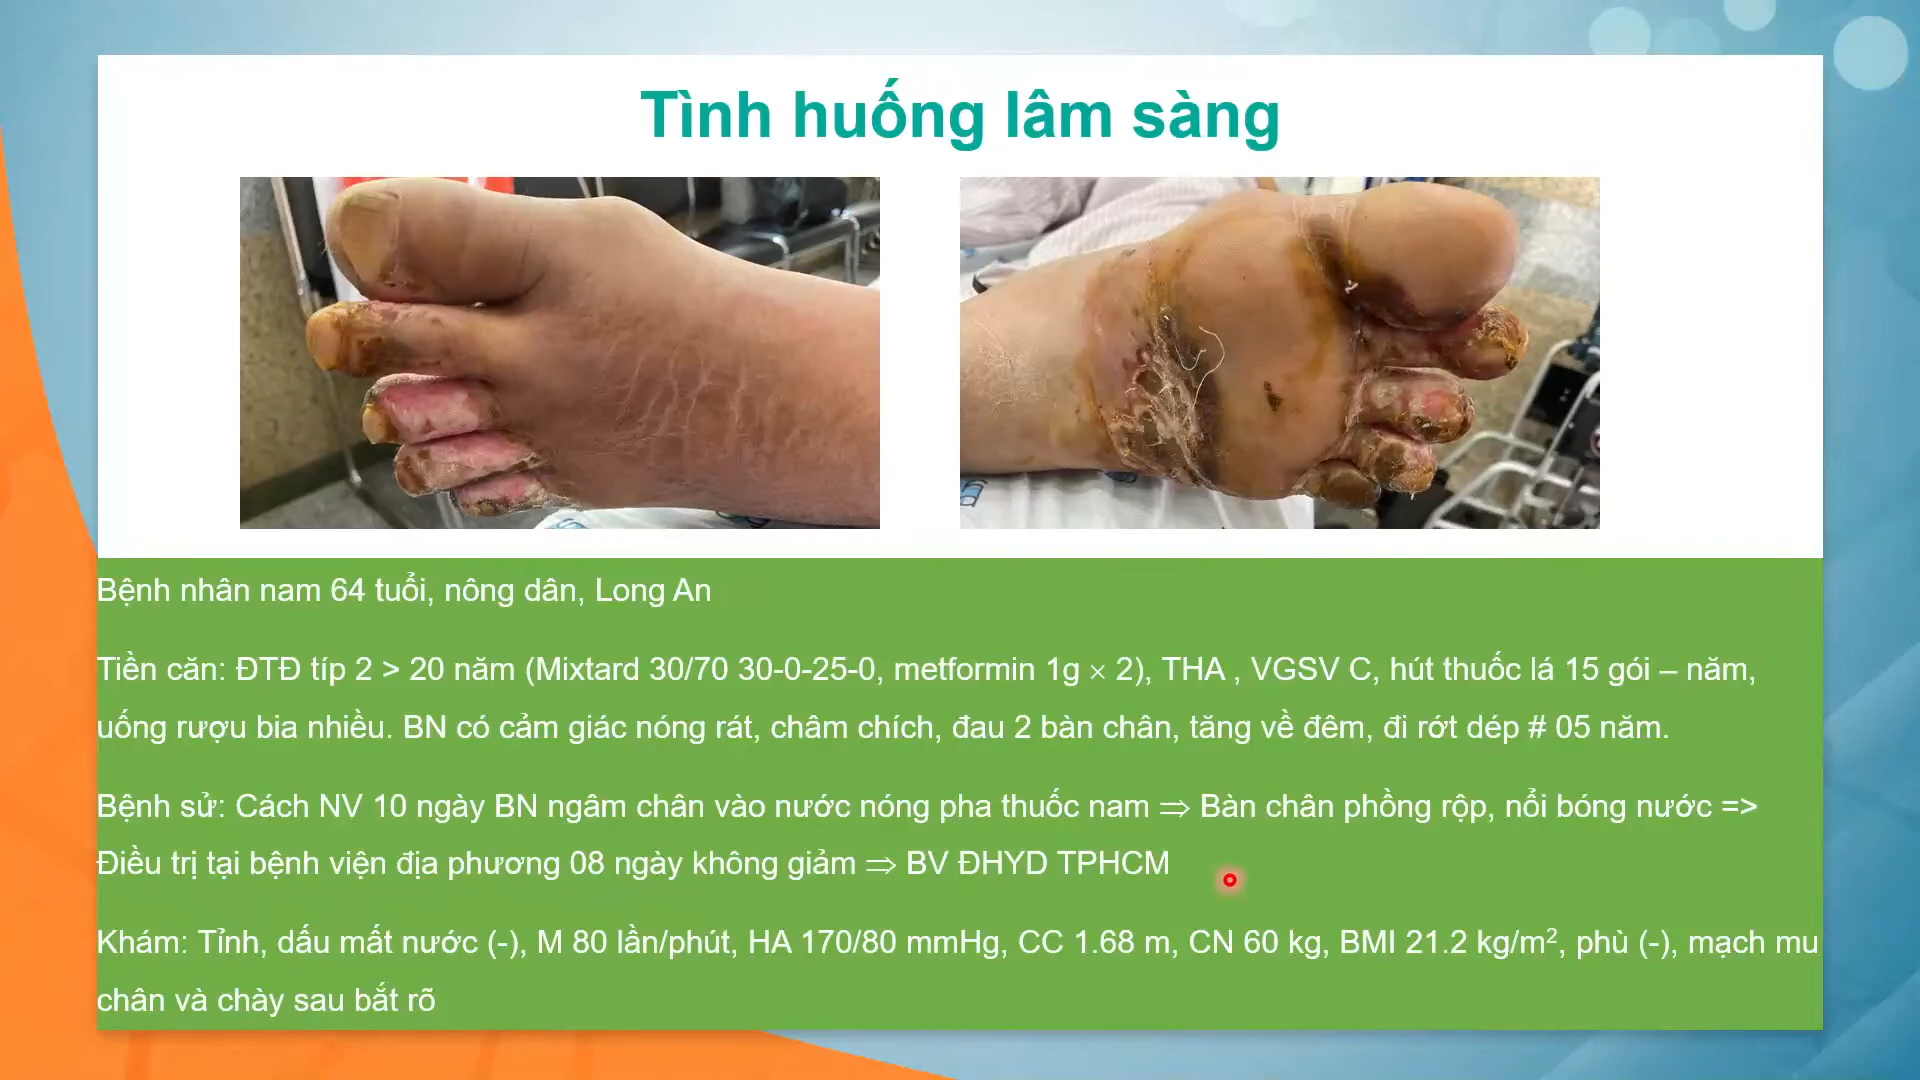 Tình huống lâm sàng
Bệnh nhân nam 64 tuổi, nông dân, Long An
Tiền căn: ĐTĐ típ 2 > 20 năm (Mixtard 30/70 30-0-25-0, metformin 1g × 2), THA , VGSV C, hút thuốc lá 15 gói – năm,
uống rượu bia nhiều. BN có cảm giác nóng rát, châm chích, đau 2 bàn chân, tăng về đêm, đi rớt dép # 05 năm.
Bệnh sử: Cách NV 10 ngày BN ngâm chân vào nước nóng pha thuốc nam ⇒ Bàn chân phồng rộp, nổi bóng nước =>
Điều trị tại bệnh viện địa phương 08 ngày không giảm ⇒ BV ĐHYD TPHCM
Khám: Tỉnh, dấu mất nước (-), M 80 lần/phút, HA 170/80 mmHg, CC 1.68 m, CN 60 kg, BMI 21.2 kg/m², phù (-), mạch mu
chân và chày sau bắt rõ